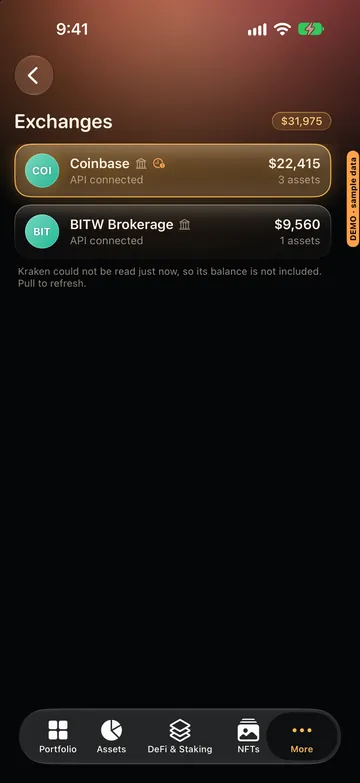 9:41
Exchanges
$31,975
COI
Coinbase
$22,415
API connected
3 assets
DEMO · sample data
BIT
BITW Brokerage
$9,560
API connected
1 assets
Kraken could not be read just now, so its balance is not included.
Pull to refresh.
Portfolio
Assets
DeFi & Staking
NFTs
More